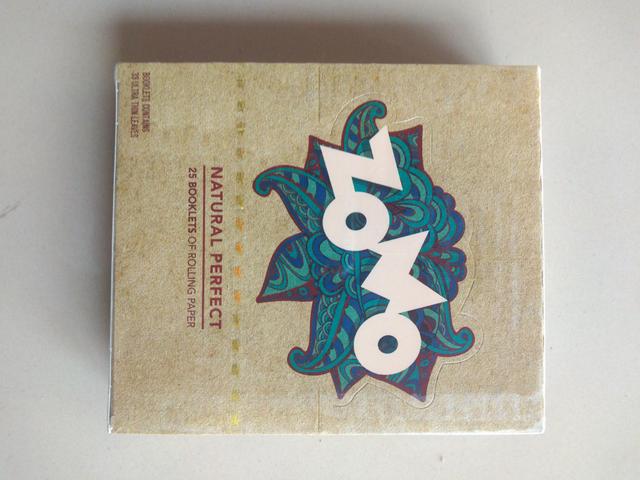 ZOMO
NATURAL PERFECT
25 BOOKLETS OF ROLLING PAPER
BOOKLETS CONTAINS
33 ULTRA THIN LEAVES